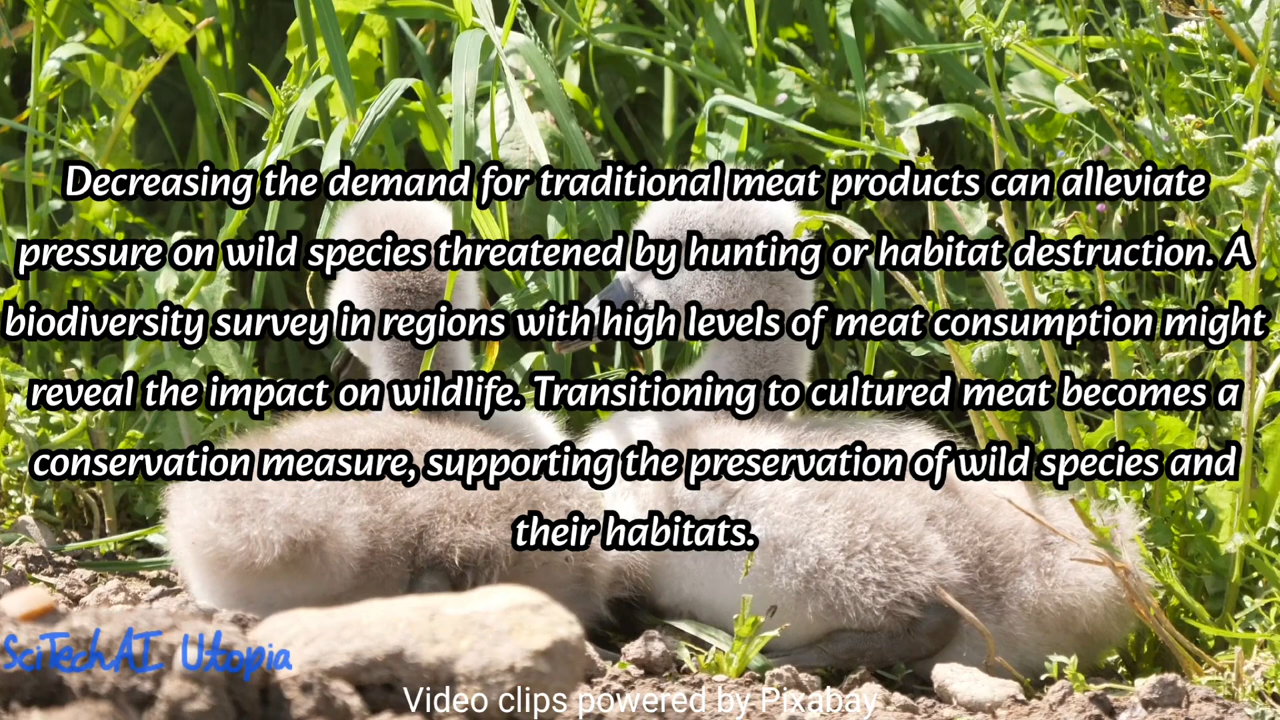 Decreasing the demand for traditional meat products can alleviate
pressure on wild species threatened by hunting or habitat destruction. A
biodiversity survey in regions with high levels of meat consumption might
reveal the impact on wildlife. Transitioning to cultured meat becomes a
conservation measure, supporting the preservation of wild species and
their habitats.
SciTechAI Utopia
Video clips powered by Pixabay